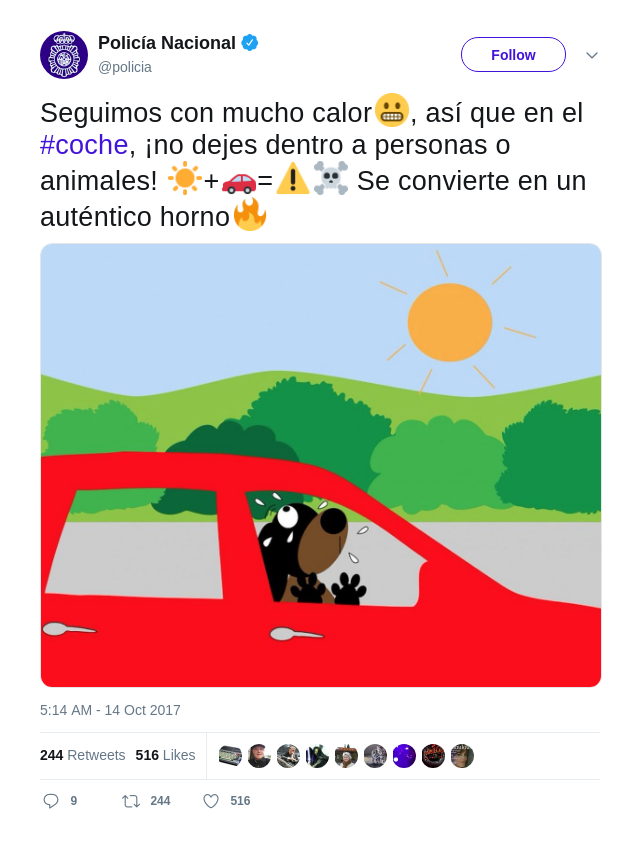 Policía Nacional
@policia
Follow
Seguimos con mucho calor😬, así que en el
#coche, ¡no dejes dentro a personas o
animales! ☀️+🚗=⚠️☠️ Se convierte en un
auténtico horno🔥
5:14 AM - 14 Oct 2017
244 Retweets 516 Likes
9 244 516